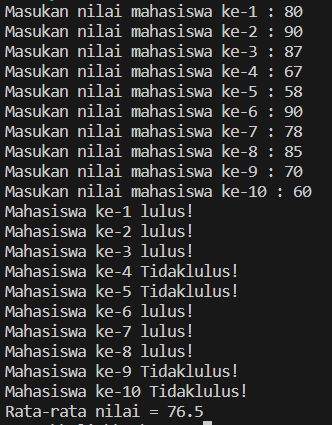 Masukan nilai mahasiswa ke-1 : 80
Masukan nilai mahasiswa ke-2 : 90
Masukan nilai mahasiswa ke-3 : 87
Masukan nilai mahasiswa ke-4 : 67
Masukan nilai mahasiswa ke-5 : 58
Masukan nilai mahasiswa ke-6 : 90
Masukan nilai mahasiswa ke-7 : 78
Masukan nilai mahasiswa ke-8 : 85
Masukan nilai mahasiswa ke-9 : 70
Masukan nilai mahasiswa ke-10 : 60
Mahasiswa ke-1 lulus!
Mahasiswa ke-2 lulus!
Mahasiswa ke-3 lulus!
Mahasiswa ke-4 Tidaklulus!
Mahasiswa ke-5 Tidaklulus!
Mahasiswa ke-6 lulus!
Mahasiswa ke-7 lulus!
Mahasiswa ke-8 lulus!
Mahasiswa ke-9 Tidaklulus!
Mahasiswa ke-10 Tidaklulus!
Rata-rata nilai = 76.5